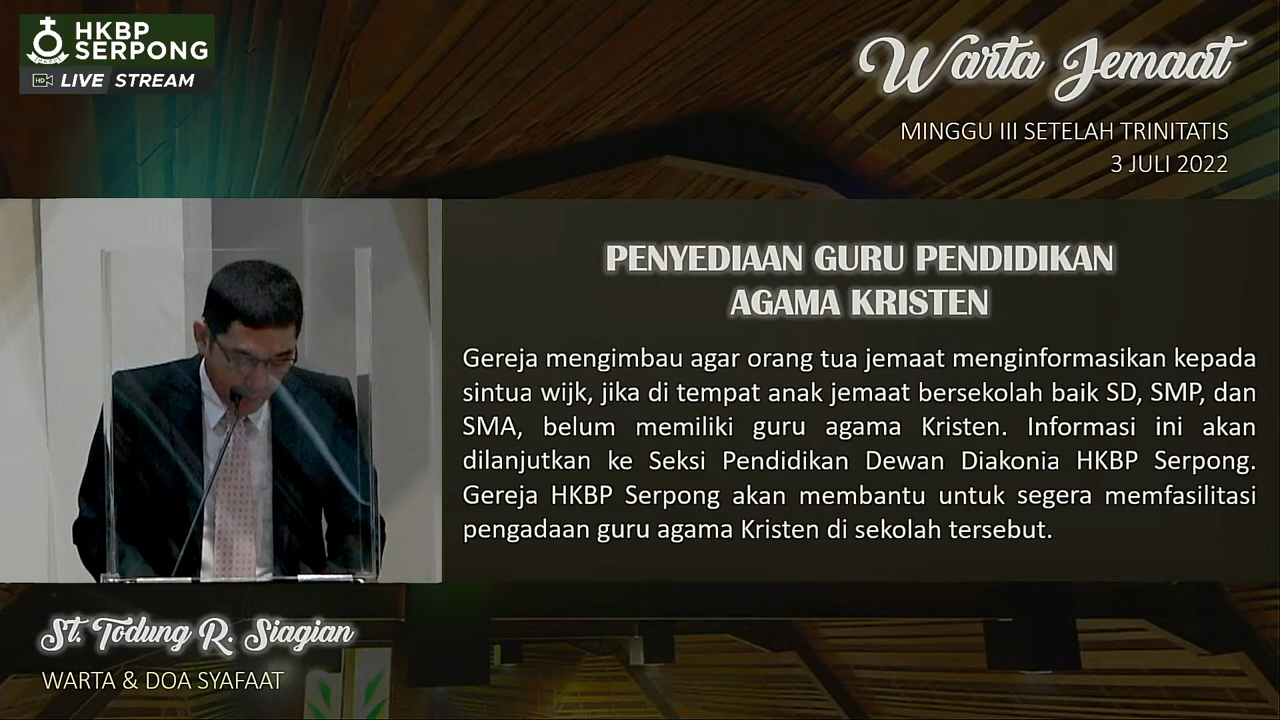 HKBP
SERPONG
HD LIVE STREAM
Warta Jemaat
MINGGU III SETELAH TRINITATIS
3 JULI 2022
PENYEDIAAN GURU PENDIDIKAN
AGAMA KRISTEN
Gereja mengimbau agar orang tua jemaat menginformasikan kepada
sintua wijk, jika di tempat anak jemaat bersekolah baik SD, SMP, dan
SMA, belum memiliki guru agama Kristen. Informasi ini akan
dilanjutkan ke Seksi Pendidikan Dewan Diakonia HKBP Serpong.
Gereja HKBP Serpong akan membantu untuk segera memfasilitasi
pengadaan guru agama Kristen di sekolah tersebut.
St. Todung R. Siagian
WARTA & DOA SYAFAAT